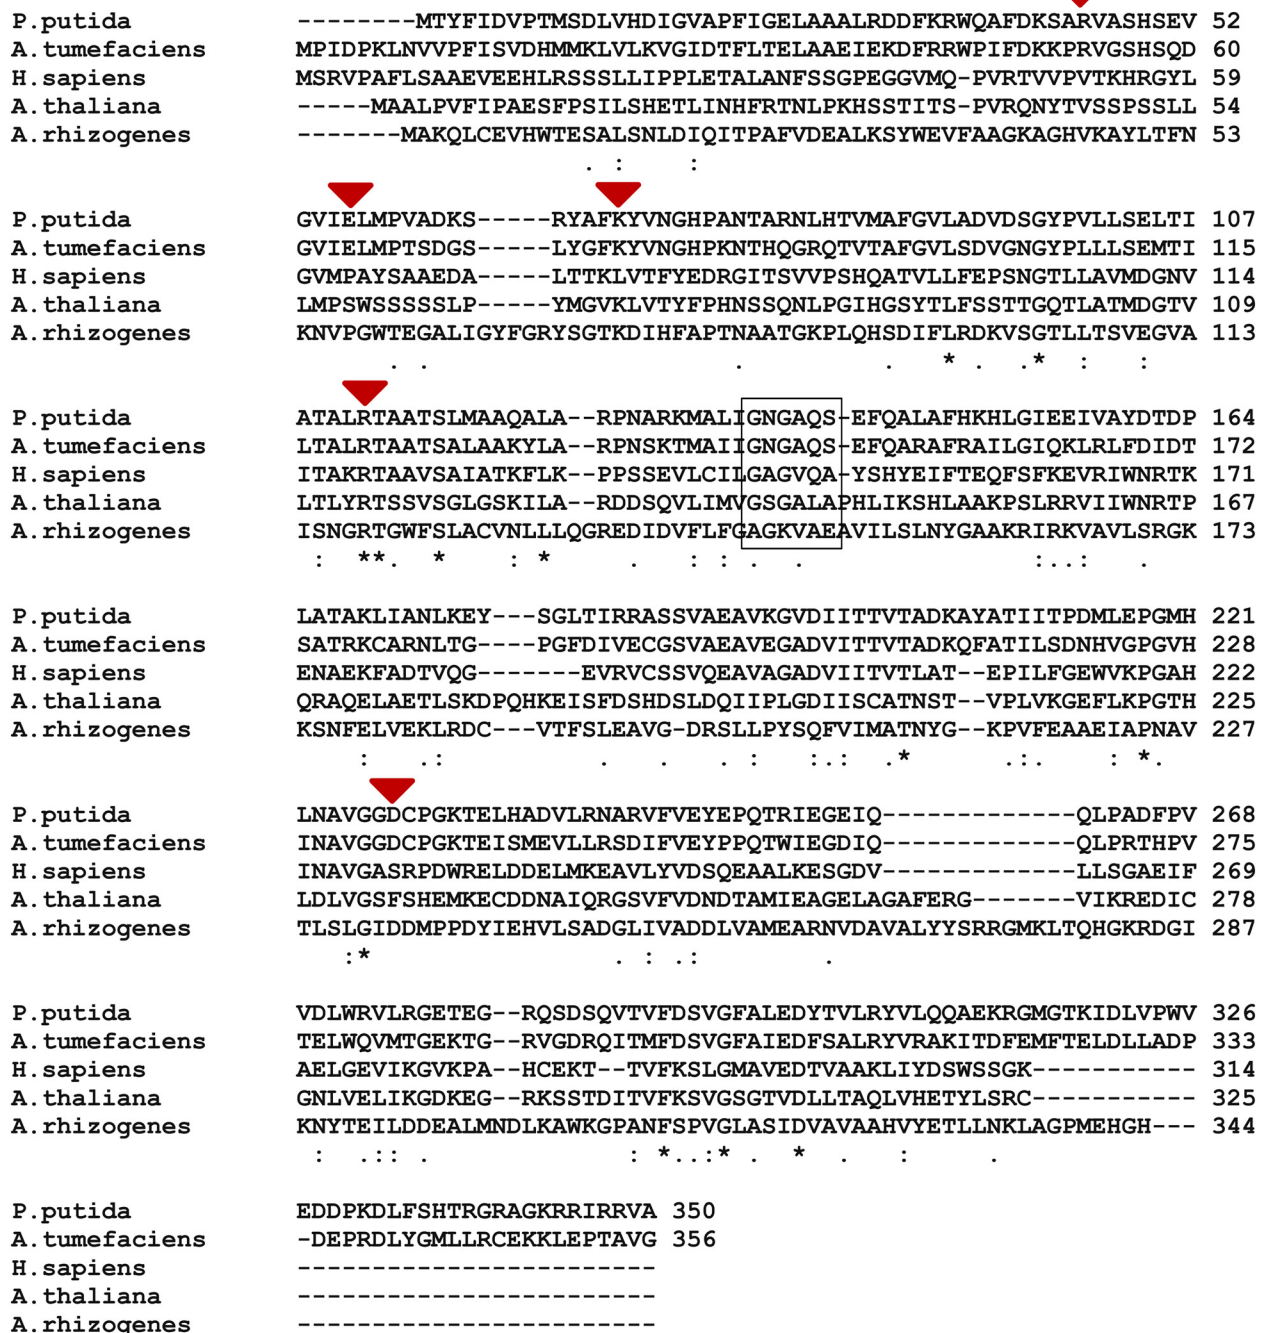 P.putida --------MTYFIDVPTMSDLVHDIGVAPFIGELAAALRDDFKRWQAFDKSARVASHSEV 52
A.tumefaciens MPIDPKLNVVPFISVDHMMKLVLKVGIDTFLTELAAEIEKDFRRWPIFDKKPRVGSHSQD 60
H.sapiens MSRVPAFLSAAEVEEHLRSSSLLIPPLETALANFSSGPEGGVMQ-PVRTVVPVTKHRGYL 59
A.thaliana -----MAALPVFIPAESFPSILSHETLINHFRTNLPKHSSTITS-PVRQNYTVSSPSSLL 54
A.rhizogenes -------MAKQLCEVHWTESALSNLDIQITPAFVDEALKSYWEVFAAGKAGHVKAYLTFN 53
. : :
P.putida GVIELMPVADKS-----RYAFKYVNGHPANTARNLHTVMAFGVLADVDSGYPVLLSELTI 107
A.tumefaciens GVIELMPTSDGS-----LYGFKYVNGHPKNTHQGRQTVTAFGVLSDVGNGYPLLLSEMTI 115
H.sapiens GVMPAYSAAEDA-----LTTKLVTFYEDRGITSVVPSHQATVLLFEPSNGTLLAVMDGNV 114
A.thaliana LMPSWSSSSSLP-----YMGVKLVTYFPHNSSQNLPGIHGSYTLFSSTTGQTLATMDGTV 109
A.rhizogenes KNVPGWTEGALIGYFGRYSGTKDIHFAPTNAATGKPLQHSDIFLRDKVSGTLLTSVEGVA 113
. . . . * . .* : :
P.putida ATALRTAATSLMAAQALA--RPNARKMALIGNGAQS-EFQALAFHKHLGIEEIVAYDTDP 164
A.tumefaciens LTALRTAATSALAAKYLA--RPNSKTMAIIGNGAQS-EFQARAFRAILGIQKLRLFDIDT 172
H.sapiens ITAKRTAAVSAIATKFLK--PPSSEVLCILGAGVQA-YSHYEIFTEQFSFKEVRIWNRTK 171
A.thaliana LTLYRTSSVSGLGSKILA--RDDSQVLIMVGSGALAPHLIKSHLAAKPSLRRVIIWNRTP 167
A.rhizogenes ISNGRTGWFSLACVNLLLQGREDIDVFLFGAGKVAEAVILSLNYGAAKRIRKVAVLSRGK 173
: **. * : * . : : . . :..: .
P.putida LATAKLIANLKEY---SGLTIRRASSVAEAVKGVDIITTVTADKAYATIITPDMLEPGMH 221
A.tumefaciens SATRKCARNLTG----PGFDIVECGSVAEAVEGADVITTVTADKQFATILSDNHVGPGVH 228
H.sapiens ENAEKFADTVQG-------EVRVCSSVQEAVAGADVIITVTLAT--EPILFGEWVKPGAH 222
A.thaliana QRAQELAETLSKDPQHKEISFDSHDSLDQIIPLGDIISCATNST--VPLVKGEFLKPGTH 225
A.rhizogenes KSNFELVEKLRDC---VTFSLEAVG-DRSLLPYSQFVIMATNYG--KPVFEAAEIAPNAV 227
: .: . . . : :.: .* .:. : *.
P.putida LNAVGGDCPGKTELHADVLRNARVFVEYEPQTRIEGEIQ-------------QLPADFPV 268
A.tumefaciens INAVGGDCPGKTEISMEVLLRSDIFVEYPPQTWIEGDIQ-------------QLPRTHPV 275
H.sapiens INAVGASRPDWRELDDELMKEAVLYVDSQEAALKESGDV-------------LLSGAEIF 269
A.thaliana LDLVGSFSHEMKECDDNAIQRGSVFVDNDTAMIEAGELAGAFERG-------VIKREDIC 278
A.rhizogenes TLSLGIDDMPPDYIEHVLSADGLIVADDLVAMEARNVDAVALYYSRRGMKLTQHGKRDGI 287
:* . : .: .
P.putida VDLWRVLRGETEG--RQSDSQVTVFDSVGFALEDYTVLRYVLQQAEKRGMGTKIDLVPWV 326
A.tumefaciens TELWQVMTGEKTG--RVGDRQITMFDSVGFAIEDFSALRYVRAKITDFEMFTELDLLADP 333
H.sapiens AELGEVIKGVKPA--HCEKT--TVFKSLGMAVEDTVAAKLIYDSWSSGK----------- 314
A.thaliana GNLVELIKGDKEG--RKSSTDITVFKSVGSGTVDLLTAQLVHETYLSRC----------- 325
A.rhizogenes KNYTEILDDEALMNDLKAWKGPANFSPVGLASIDVAVAAHVYETLLNKLAGPMEHGH--- 344
: .:: . : *..:* . * . : .
P.putida EDDPKDLFSHTRGRAGKRRIRRVA 350
A.tumefaciens -DEPRDLYGMLLRCEKKLEPTAVG 356
H.sapiens ------------------------
A.thaliana ------------------------
A.rhizogenes ------------------------